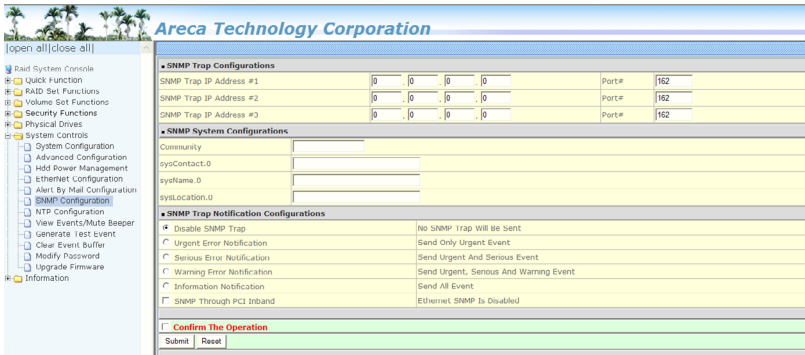 Areca Technology Corporation
|open all|close all|
Raid System Console
Quick Function
RAID Set Functions
Volume Set Functions
Security Functions
Physical Drives
System Controls
System Configuration
Advanced Configuration
Hdd Power Management
EtherNet Configuration
Alert By Mail Configuration
SNMP Configuration
NTP Configuration
View Events/Mute Beeper
Generate Test Event
Clear Event Buffer
Modify Password
Upgrade Firmware
Information
SNMP Trap Configurations
SNMP Trap IP Address #1 0 . 0 . 0 . 0 Port# 162
SNMP Trap IP Address #2 0 . 0 . 0 . 0 Port# 162
SNMP Trap IP Address #3 0 . 0 . 0 . 0 Port# 162
SNMP System Configurations
Community
sysContact.0
sysName.0
sysLocation.0
SNMP Trap Notification Configurations
Disable SNMP Trap No SNMP Trap Will Be Sent
Urgent Error Notification Send Only Urgent Event
Serious Error Notification Send Urgent And Serious Event
Warning Error Notification Send Urgent, Serious And Warning Event
Information Notification Send All Event
SNMP Through PCI Inband Ethernet SNMP Is Disabled
Confirm The Operation
Submit Reset